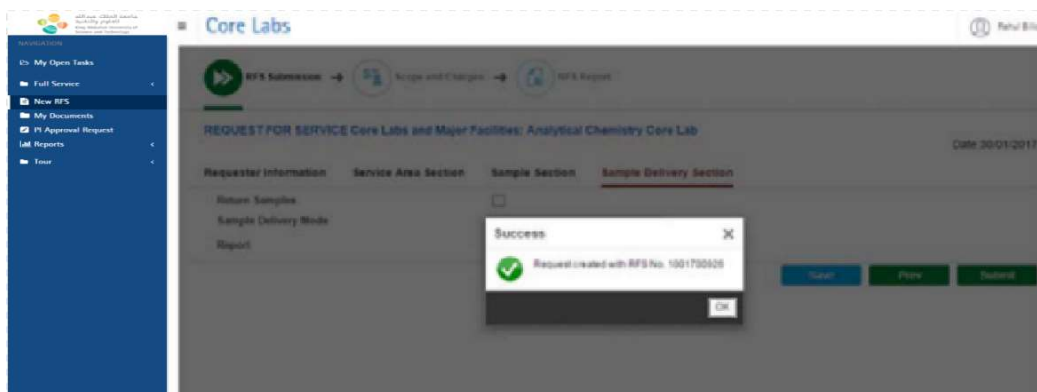 Core Labs
NAVIGATION
My Open Tasks
Full Service
New RFS
My Documents
PI Approval Request
Reports
Tour
RFS Submission
Scope and Charges
RFS Report
REQUEST FOR SERVICE Core Labs and Major Facilities: Analytical Chemistry Core Lab
Date 30/01/2017
Requester Information Service Area Section Sample Section Sample Delivery Section
Return Samples
Sample Delivery Mode
Report
Success
Request created with RFS No.
OK
Save Prev Submit